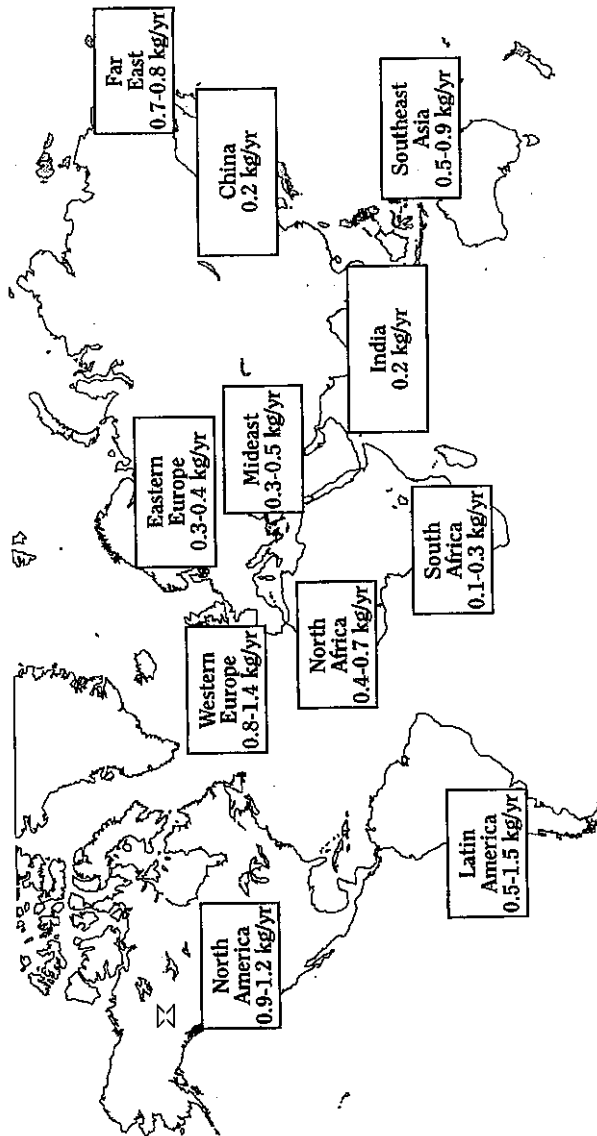 North
America
0.9-1.2 kg/yr
Latin
America
0.5-1.5 kg/yr
Western
Europe
0.8-1.4 kg/yr
North
Africa
0.4-0.7 kg/yr
Eastern
Europe
0.3-0.4 kg/yr
Mideast
0.3-0.5 kg/yr
South
Africa
0.1-0.3 kg/yr
India
0.2 kg/yr
Far
East
0.7-0.8 kg/yr
China
0.2 kg/yr
Southeast
Asia
0.5-0.9 kg/yr